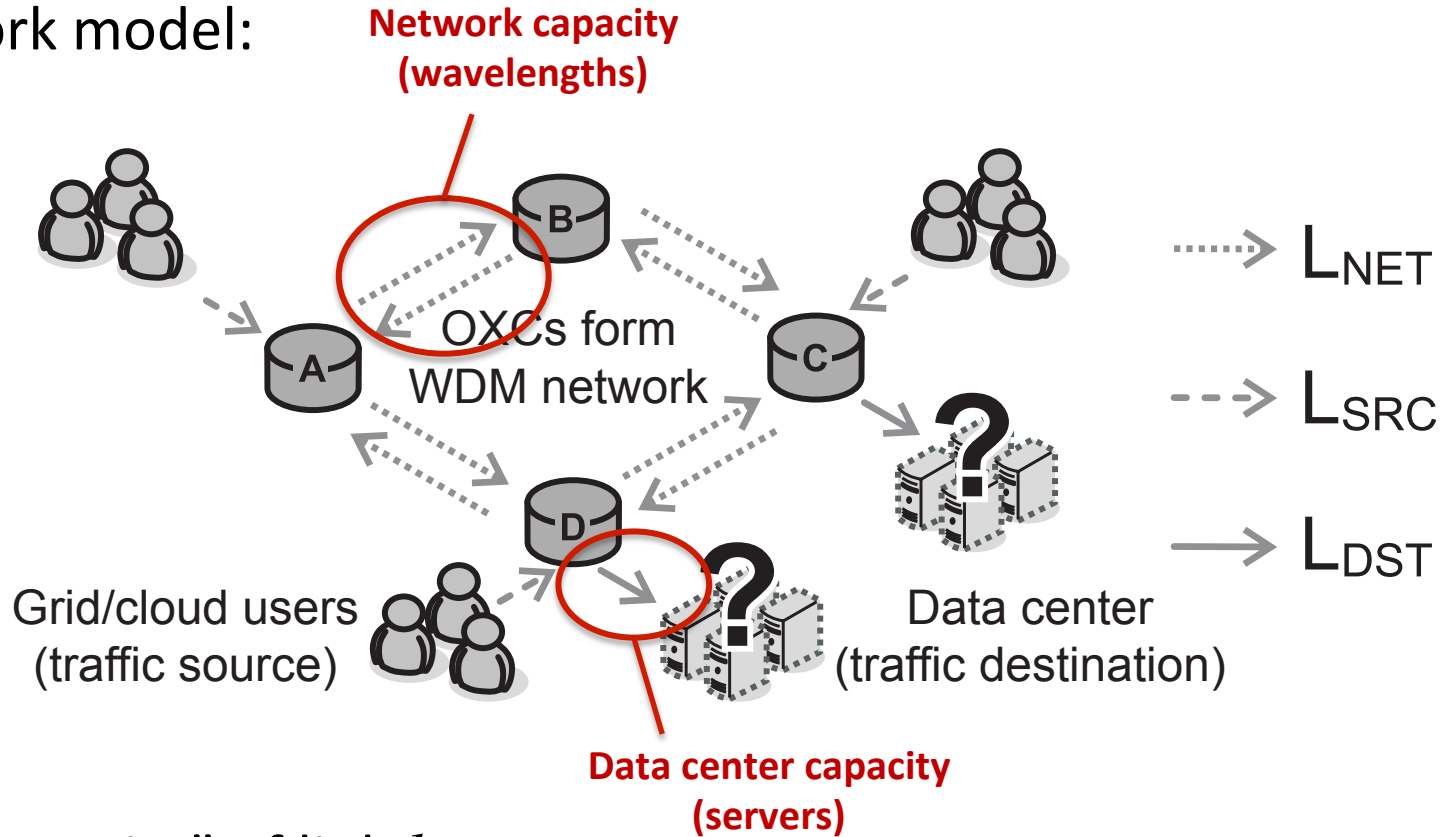 ork model:
Network capacity
(wavelengths)
B
L_NET
OXCs form
A
C
WDM network
L_SRC
?
D
L_DST
?
Grid/cloud users
(traffic source)
Data center
(traffic destination)
Data center capacity
(servers)